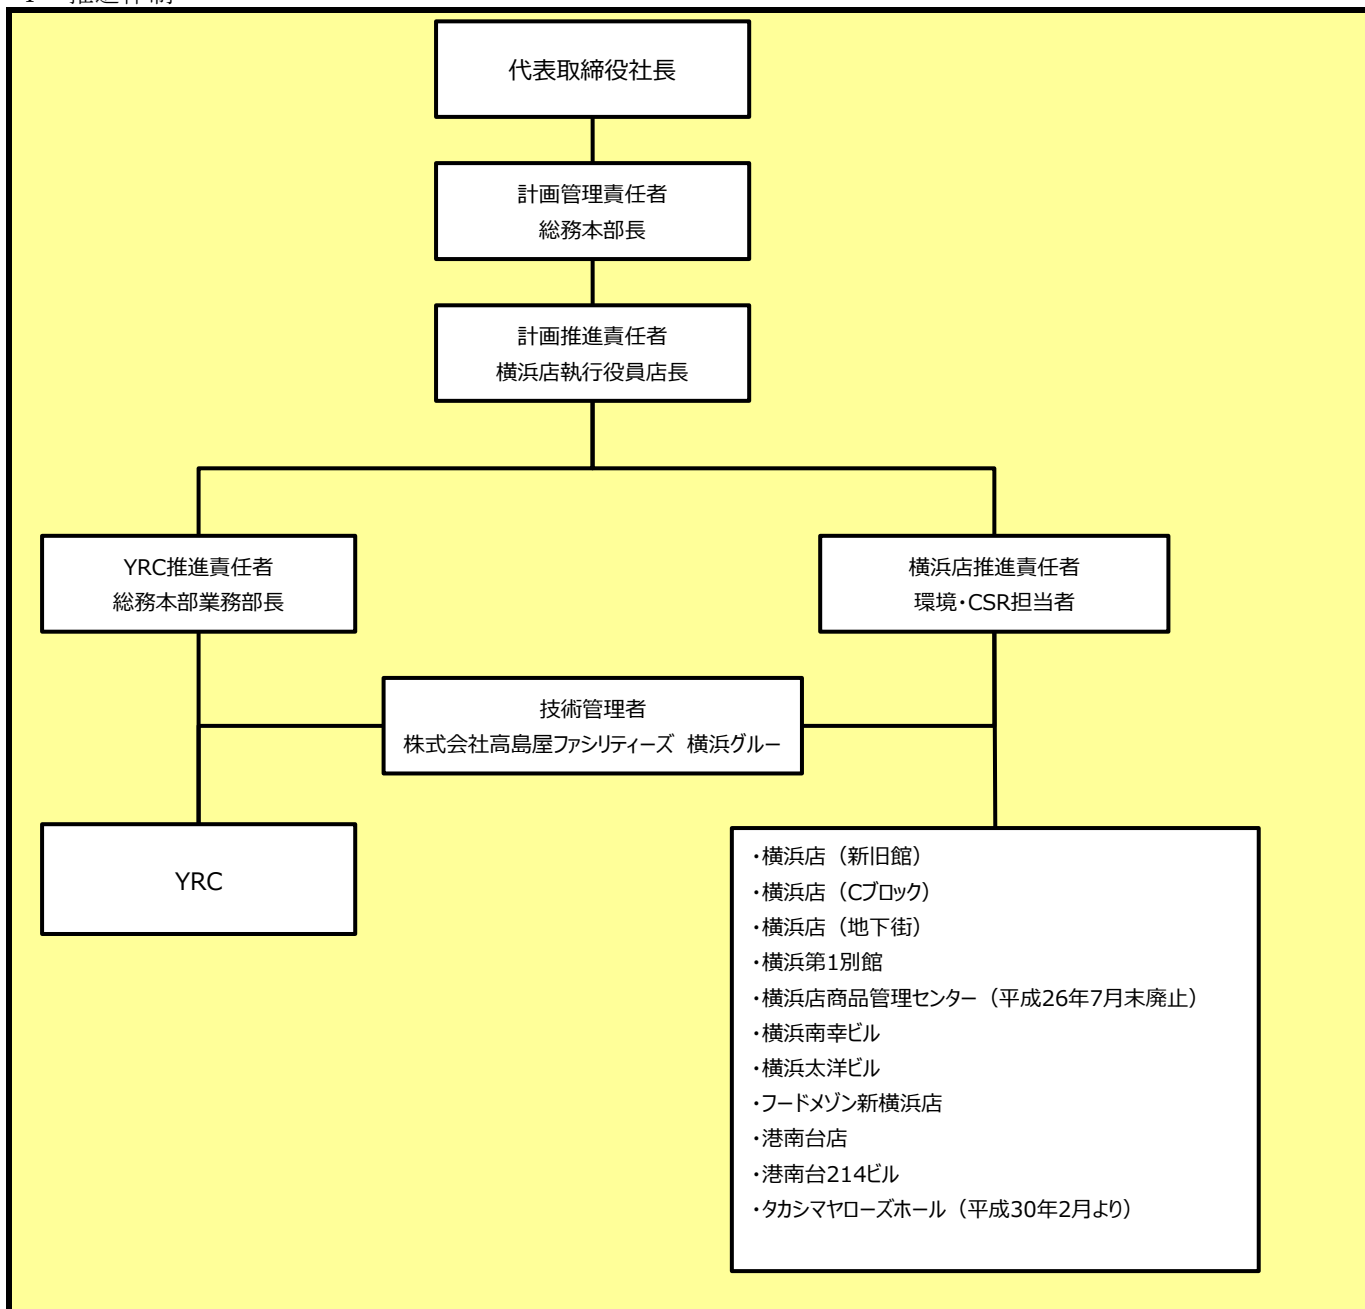 代表取締役社長
計画管理責任者
総務本部長
計画推進責任者
横浜店執行役員店長
YRC推進責任者
総務本部業務部長
横浜店推進責任者
環境・CSR担当者
技術管理者
株式会社高島屋ファシリティーズ 横浜グルー
YRC
・横浜店（新旧館）
・横浜店（Cブロック）
・横浜店（地下街）
・横浜第1別館
・横浜店商品管理センター（平成26年7月末廃止）
・横浜南幸ビル
・横浜太洋ビル
・フードメゾン新横浜店
・港南台店
・港南台214ビル
・タカシマヤローズホール（平成30年2月より）